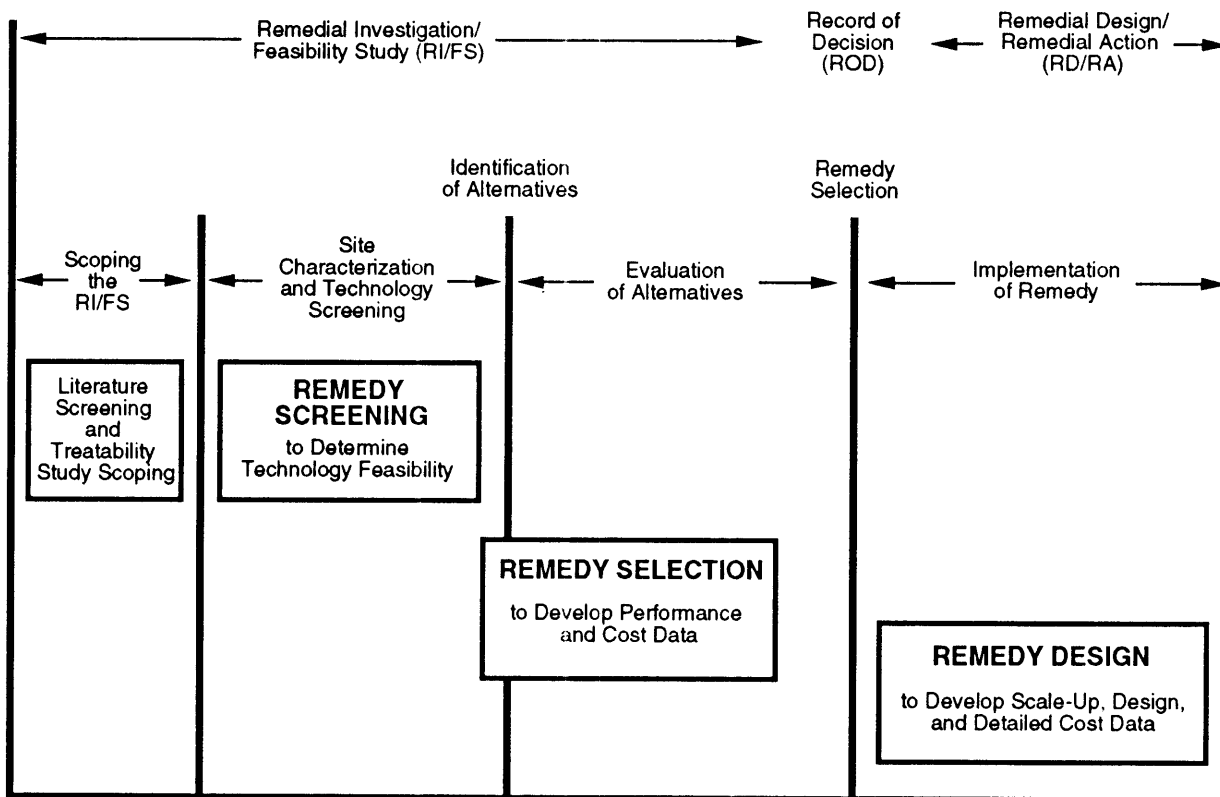 Remedial Investigation/
Feasibility Study (RI/FS)
Record of
Decision
(ROD)
Remedial Design/
Remedial Action
(RD/RA)
Identification
of Alternatives
Remedy
Selection
Scoping
the
RI/FS
Site
Characterization
and Technology
Screening
Evaluation
of Alternatives
Implementation
of Remedy
Literature
Screening
and
Treatability
Study Scoping
REMEDY
SCREENING
to Determine
Technology Feasibility
REMEDY SELECTION
to Develop Performance
and Cost Data
REMEDY DESIGN
to Develop Scale-Up, Design,
and Detailed Cost Data